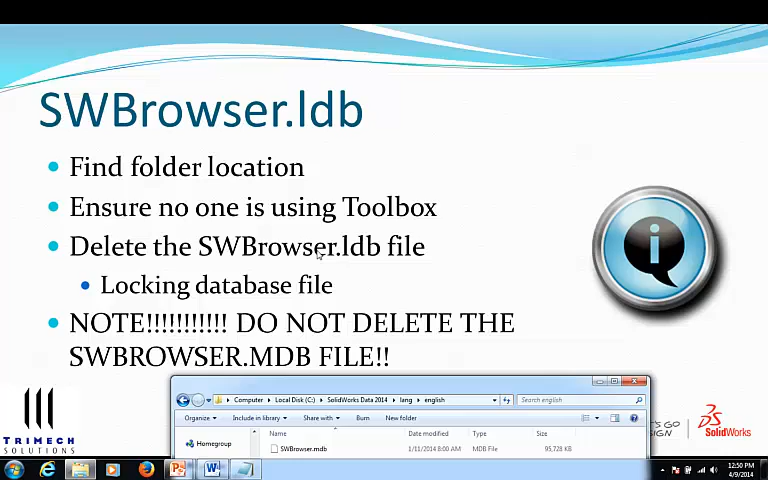 SWBrowser.ldb
Find folder location
Ensure no one is using Toolbox
Delete the SWBrowser.ldb file
Locking database file
NOTE!!!!!!!!!!! DO NOT DELETE THE
SWBROWSER.MDB FILE!!
Computer Local Disk (C:) SolidWorks Data 2014 lang english Search english
Organize Include in library Share with Burn New folder
Name Date modified Type Size
Homegroup
SWBrowser.mdb 1/11/2014 8:00 AM MDB File 95,728 KB
TRIMECH
SOLUTIONS
'S GO
SIGN
SolidWorks
12:50 PM
4/9/2014